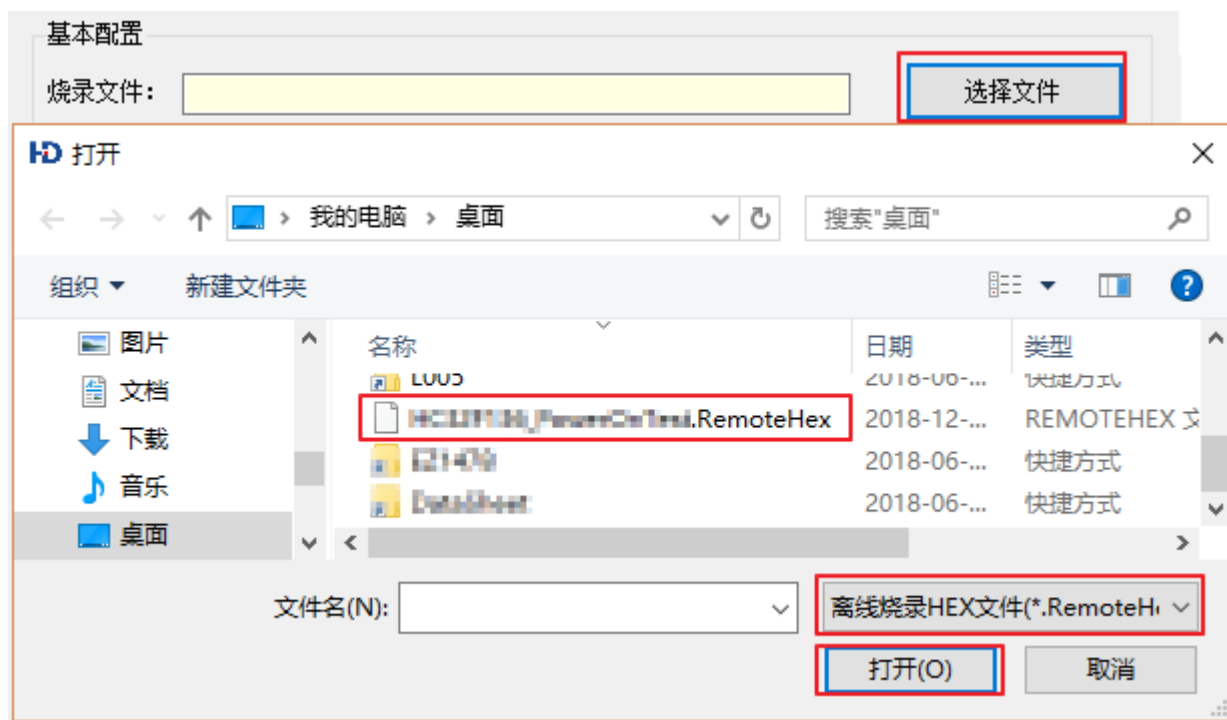 基本配置
烧录文件：
选择文件
HD 打开
我的电脑 > 桌面
搜索"桌面"
组织
新建文件夹
图片
文档
下载
音乐
桌面
名称 日期 类型
L005 2018-06-... 快捷方式
.RemoteHex 2018-12-... REMOTEHEX 文
2018-06-... 快捷方式
2018-06-... 快捷方式
文件名(N):
离线烧录HEX文件(*.RemoteHe
打开(O)
取消